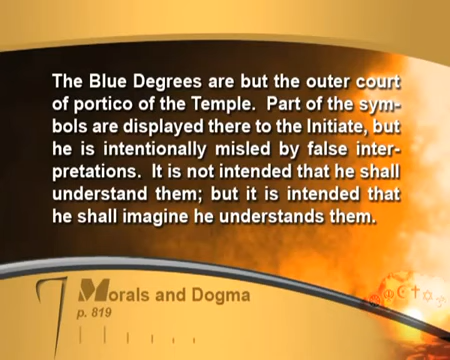 The Blue Degrees are but the outer court
of portico of the Temple. Part of the sym-
bols are displayed there to the Initiate, but
he is intentionally misled by false inter-
pretations. It is not intended that he shall
understand them; but it is intended that
he shall imagine he understands them.
Morals and Dogma
p. 819